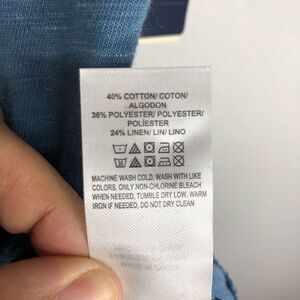 40% COTTON/ COTON/
ALGODON
36% POLYESTER/ POLYESTER/
POLÍESTER
24% LINEN/ LIN/ LINO
MACHINE WASH COLD, WASH WITH LIKE
COLORS, ONLY NON-CHLORINE BLEACH
WHEN NEEDED, TUMBLE DRY LOW, WARM
IRON IF NEEDED, DO NOT DRY CLEAN